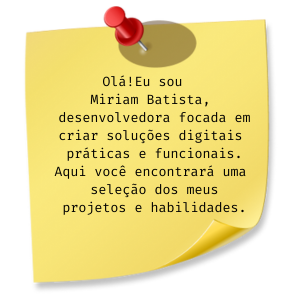 Olá!Eu sou
Miriam Batista,
desenvolvedora focada em
criar soluções digitais
práticas e funcionais.
Aqui você encontrará uma
seleção dos meus
projetos e habilidades.